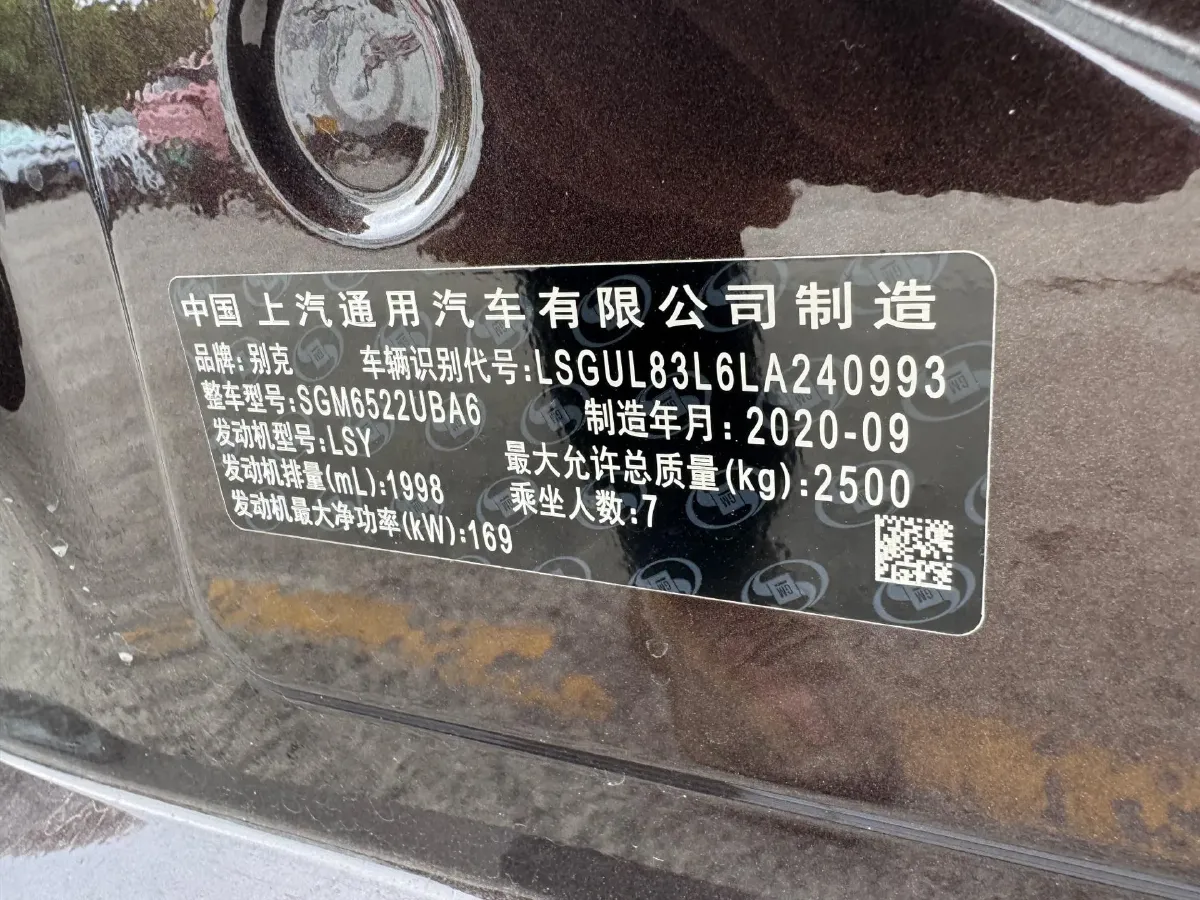 中国 上汽通用汽车有限公司制造
品牌:别克 车辆识别代号:LSGUL83L6LA240993
整车型号:SGM6522UBA6 制造年月:2020-09
发动机型号:LSY 最大允许总质量(kg):2500
发动机排量(mL):1998 乘坐人数:7
发动机最大净功率(kW):169